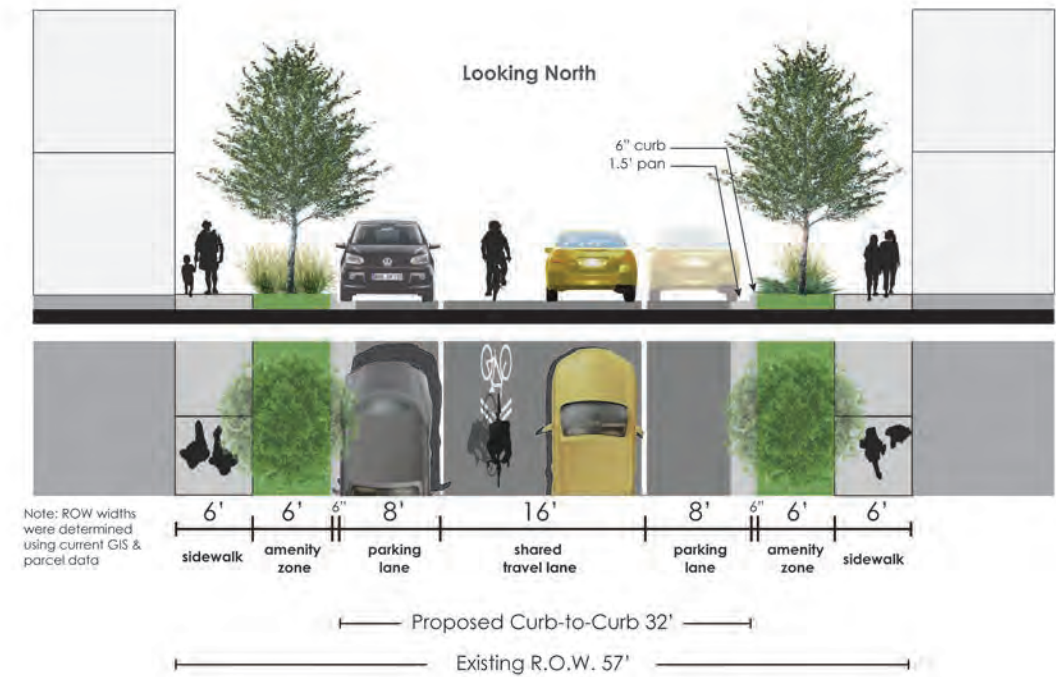 Looking North
6" curb
1.5' pan
Note: ROW widths
were determined
using current GIS &
parcel data
6' 6' 6" 8' 16' 8' 6" 6' 6'
sidewalk amenity zone parking lane shared travel lane parking lane amenity zone sidewalk
Proposed Curb-to-Curb 32'
Existing R.O.W. 57'